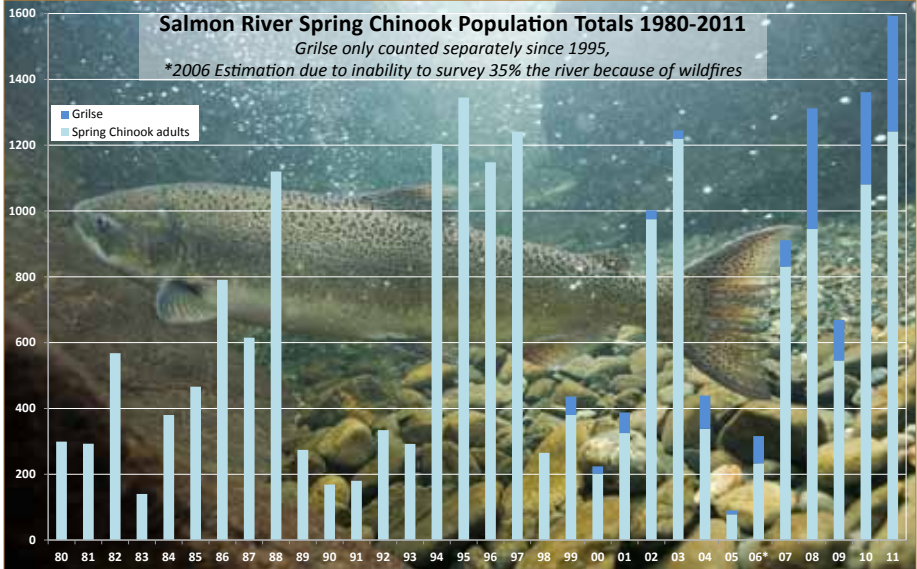 Salmon River Spring Chinook Population Totals 1980-2011
Grilse only counted separately since 1995,
*2006 Estimation due to inability to survey 35% the river because of wildfires
Grilse
Spring Chinook adults
1600
1400
1200
1000
800
600
400
200
0
80 81 82 83 84 85 86 87 88 89 90 91 92 93 94 95 96 97 98 99 00 01 02 03 04 05 06* 07 08 09 10 11